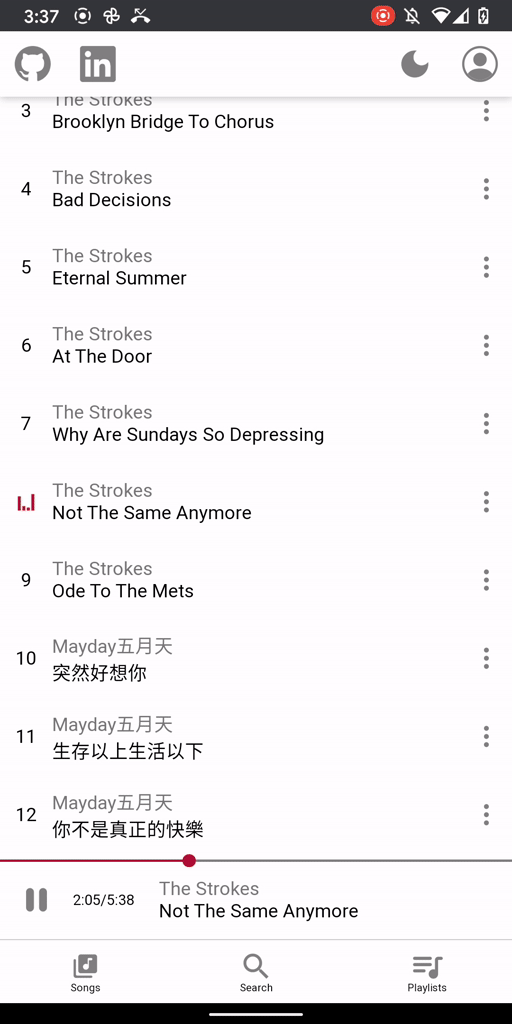 3:37
in
The Strokes
3
Brooklyn Bridge To Chorus
The Strokes
4
Bad Decisions
The Strokes
5
Eternal Summer
The Strokes
6
At The Door
The Strokes
7
Why Are Sundays So Depressing
The Strokes
Not The Same Anymore
The Strokes
9
Ode To The Mets
Mayday五月天
10
突然好想你
Mayday五月天
11
生存以上生活以下
Mayday五月天
12
你不是真正的快樂
The Strokes
2:05/5:38
Not The Same Anymore
Songs
Search
Playlists